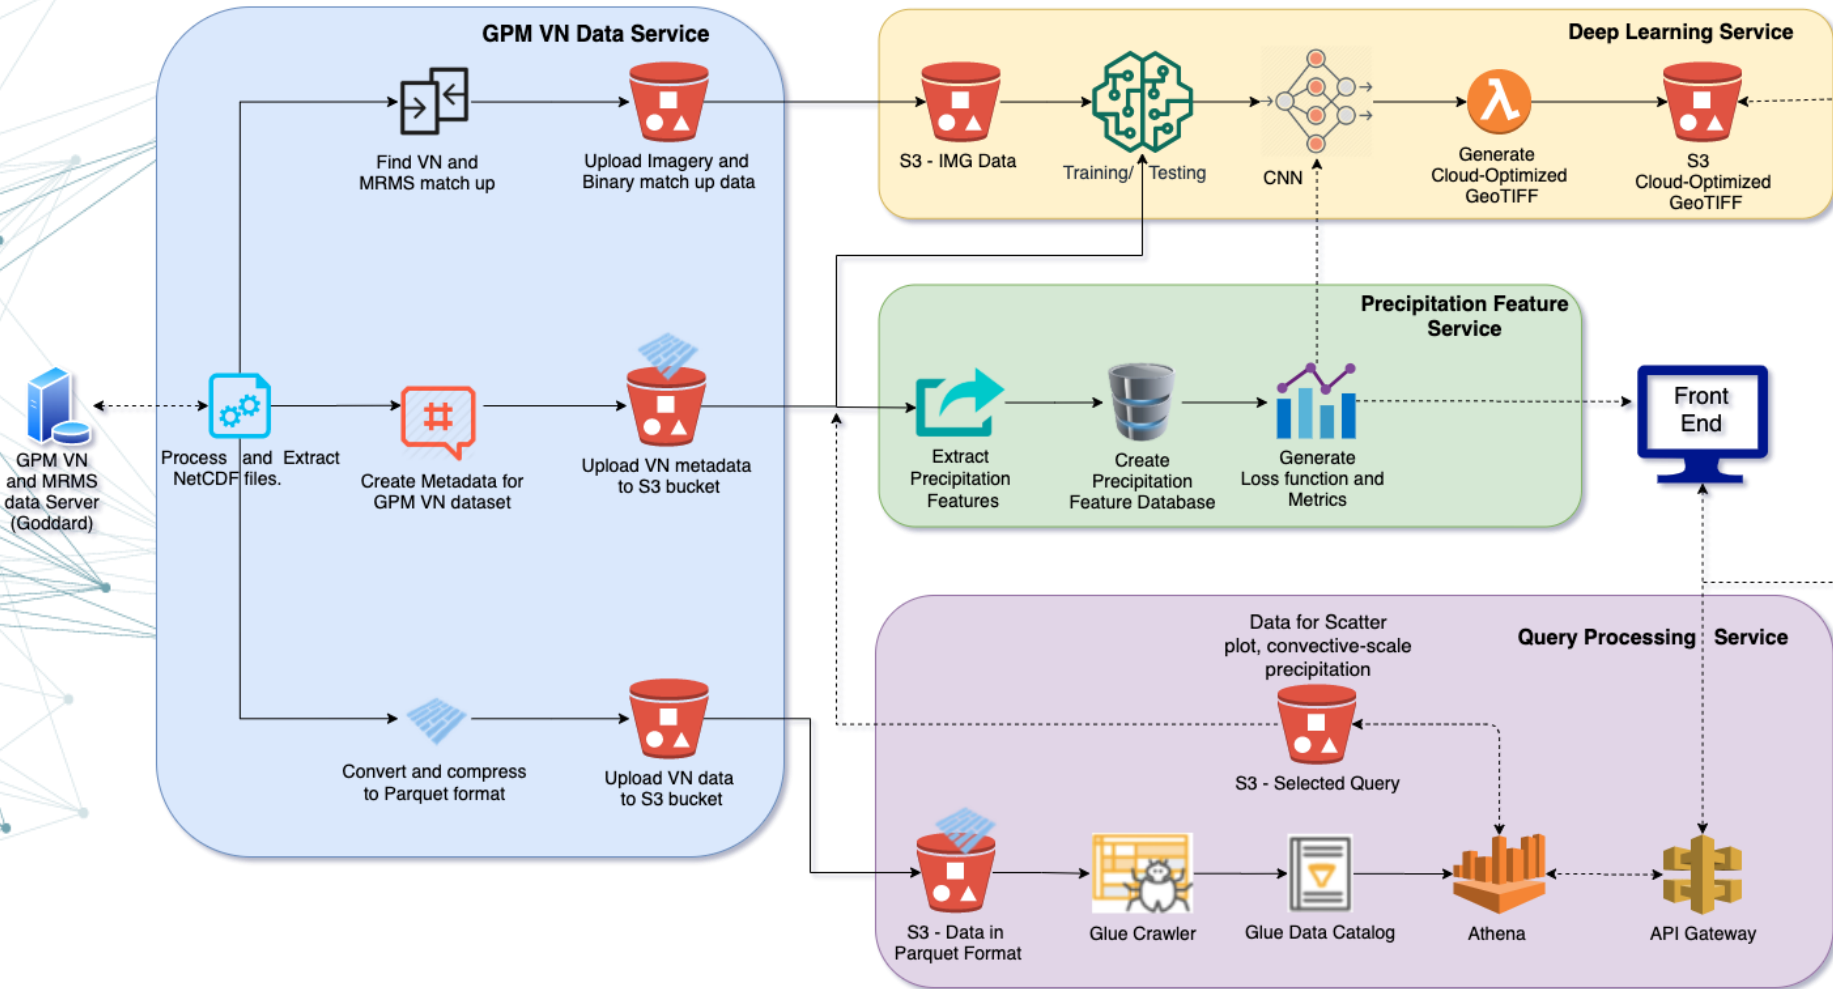 GPM VN Data Service
Find VN and
MRMS match up
Upload Imagery and
Binary match up data
GPM VN
and MRMS
data Server
(Goddard)
Process and Extract
NetCDF files.
Create Metadata for
GPM VN dataset
Upload VN metadata
to S3 bucket
Convert and compress
to Parquet format
Upload VN data
to S3 bucket
Deep Learning Service
S3 - IMG Data
Training/ Testing
CNN
Generate
Cloud-Optimized
GeoTIFF
S3
Cloud-Optimized
GeoTIFF
Precipitation Feature
Service
Extract
Precipitation
Features
Create
Precipitation
Feature Database
Generate
Loss function and
Metrics
Front
End
Query Processing Service
Data for Scatter
plot, convective-scale
precipitation
S3 - Selected Query
S3 - Data in
Parquet Format
Glue Crawler
Glue Data Catalog
Athena
API Gateway